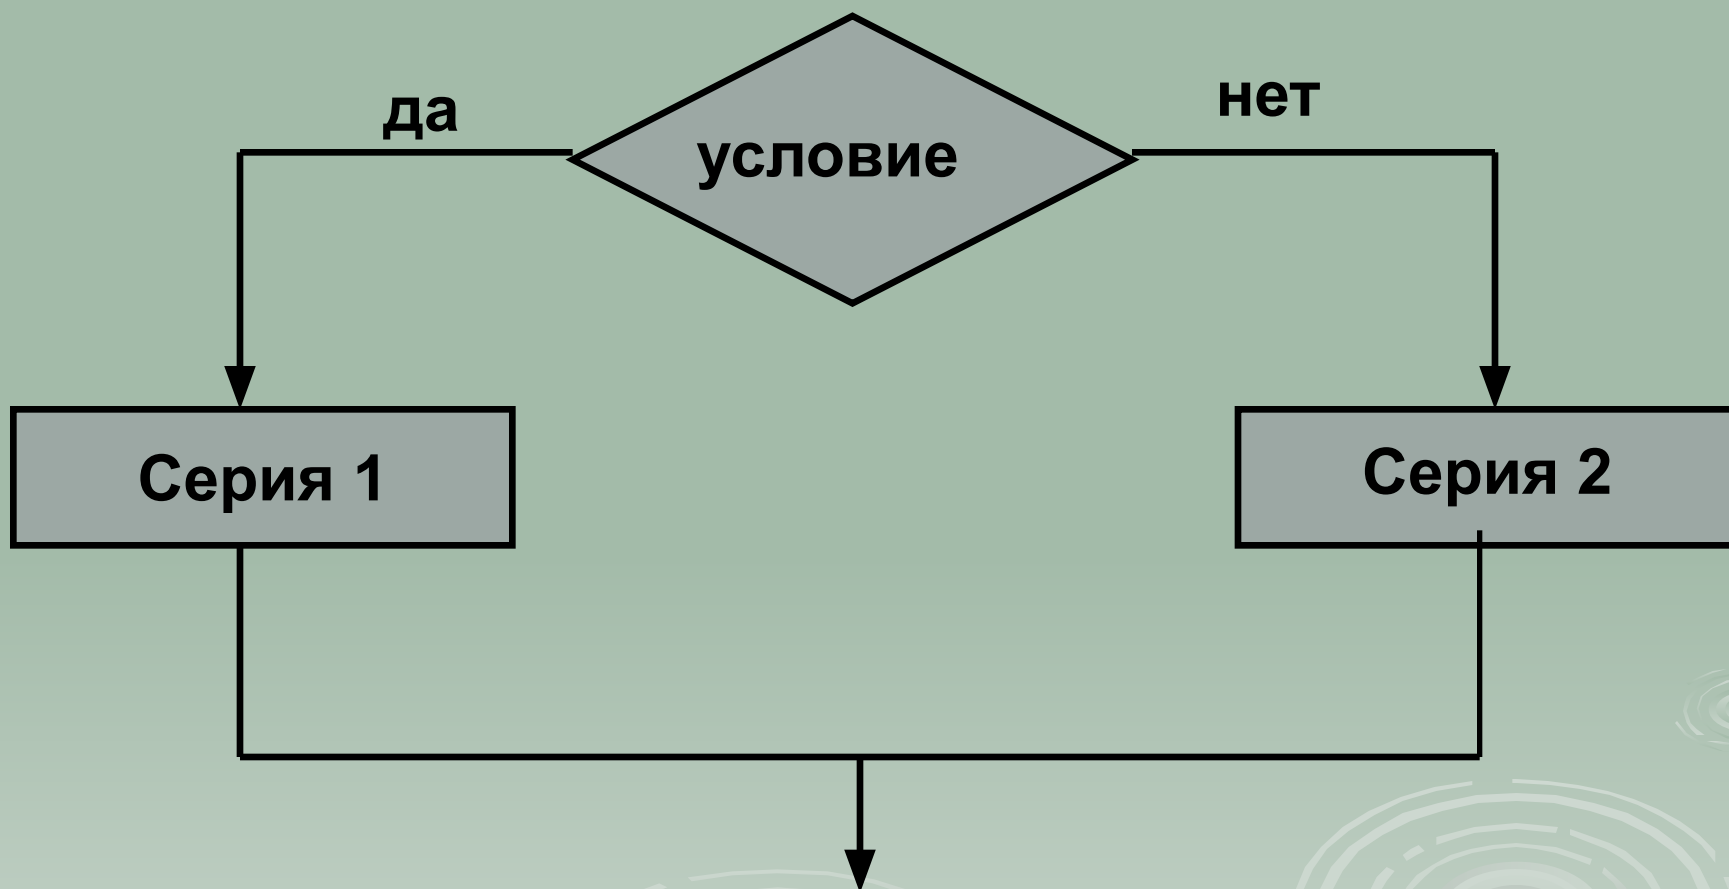 да
нет
условие
Серия 1
Серия 2